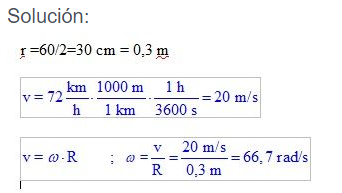 Solución:
r =60/2=30 cm = 0,3 m
v = 72 km/h · 1000 m/1 km · 1 h/3600 s = 20 m/s
v = ω · R ; ω = v/R = 20 m/s/0,3 m = 66,7 rad/s